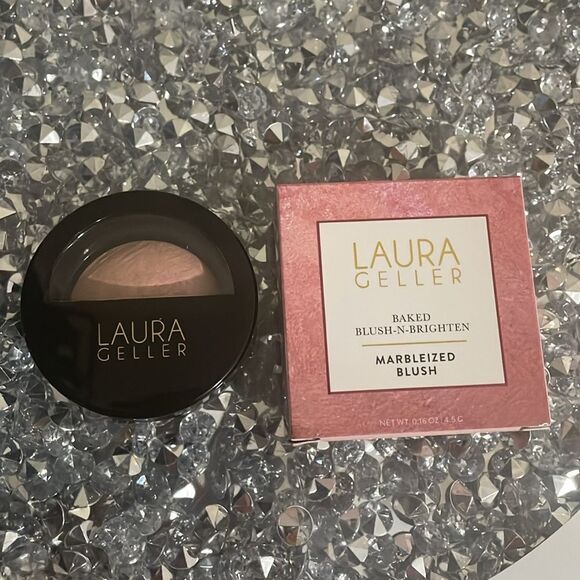 LAURA
GELLER
LAURA
GELLER
BAKED
BLUSH-N-BRIGHTEN
MARBLEIZED
BLUSH
NET WT. 0.16 OZ / 4.5 G